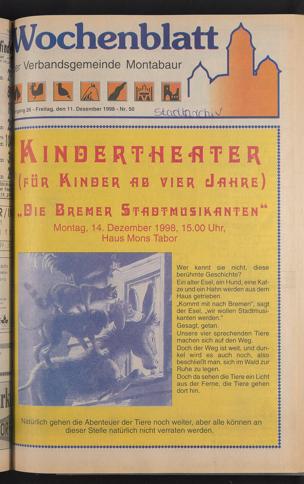 Wochenblatt
er Verbandsgemeinde Montabaur
gang 26 - Freitag, den 11. Dezember 1998 - Nr. 50
Stadtarchiv
KINDERTHEATER
(FÜR KINDER AB VIER JAHRE)
„DIE BREMER STADTMUSIKANTEN“
Montag, 14. Dezember 1998, 15.00 Uhr,
Haus Mons Tabor
Wer kennt sie nicht, diese
berühmte Geschichte?
Ein alter Esel, ein Hund, eine Kat-
ze und ein Hahn werden aus dem
Haus getrieben.
„Kommt mit nach Bremen“, sagt
der Esel, „wir wollen Stadtmusi-
kanten werden.“
Gesagt, getan.
Unsere vier sprechenden Tiere
machen sich auf den Weg.
Doch der Weg ist weit, und dun-
kel wird es auch noch, also
beschließt man, sich im Wald zur
Ruhe zu legen.
Doch da sehen die Tiere ein Licht
aus der Ferne, die Tiere gehen
dort hin.
Natürlich gehen die Abenteuer der Tiere noch weiter, aber alle können an
dieser Stelle natürlich nicht verraten werden.